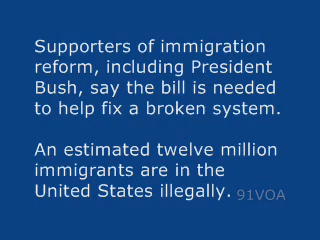 Supporters of immigration
reform, including President
Bush, say the bill is needed
to help fix a broken system.
An estimated twelve million
immigrants are in the
United States illegally.
91VOA